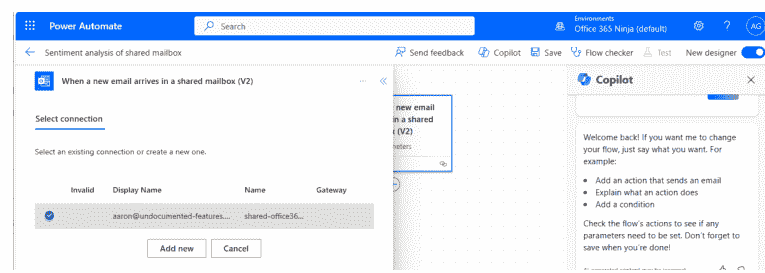 Power Automate
Search
Environments
Office 365 Ninja (default)
?
AG
Sentiment analysis of shared mailbox
Send feedback
Copilot
Save
Flow checker
Test
New designer
When a new email arrives in a shared mailbox (V2)
Select connection
Select an existing connection or create a new one.
Invalid Display Name Name Gateway
aaron@undocumented-features.... shared-office36...
Add new
Cancel
new email
in a shared
(V2)
Copilot
Welcome back! If you want me to change
your flow, just say what you want. For
example:
• Add an action that sends an email
• Explain what an action does
• Add a condition
Check the flow's actions to see if any
parameters need to be set. Don't forget to
save when you're done!